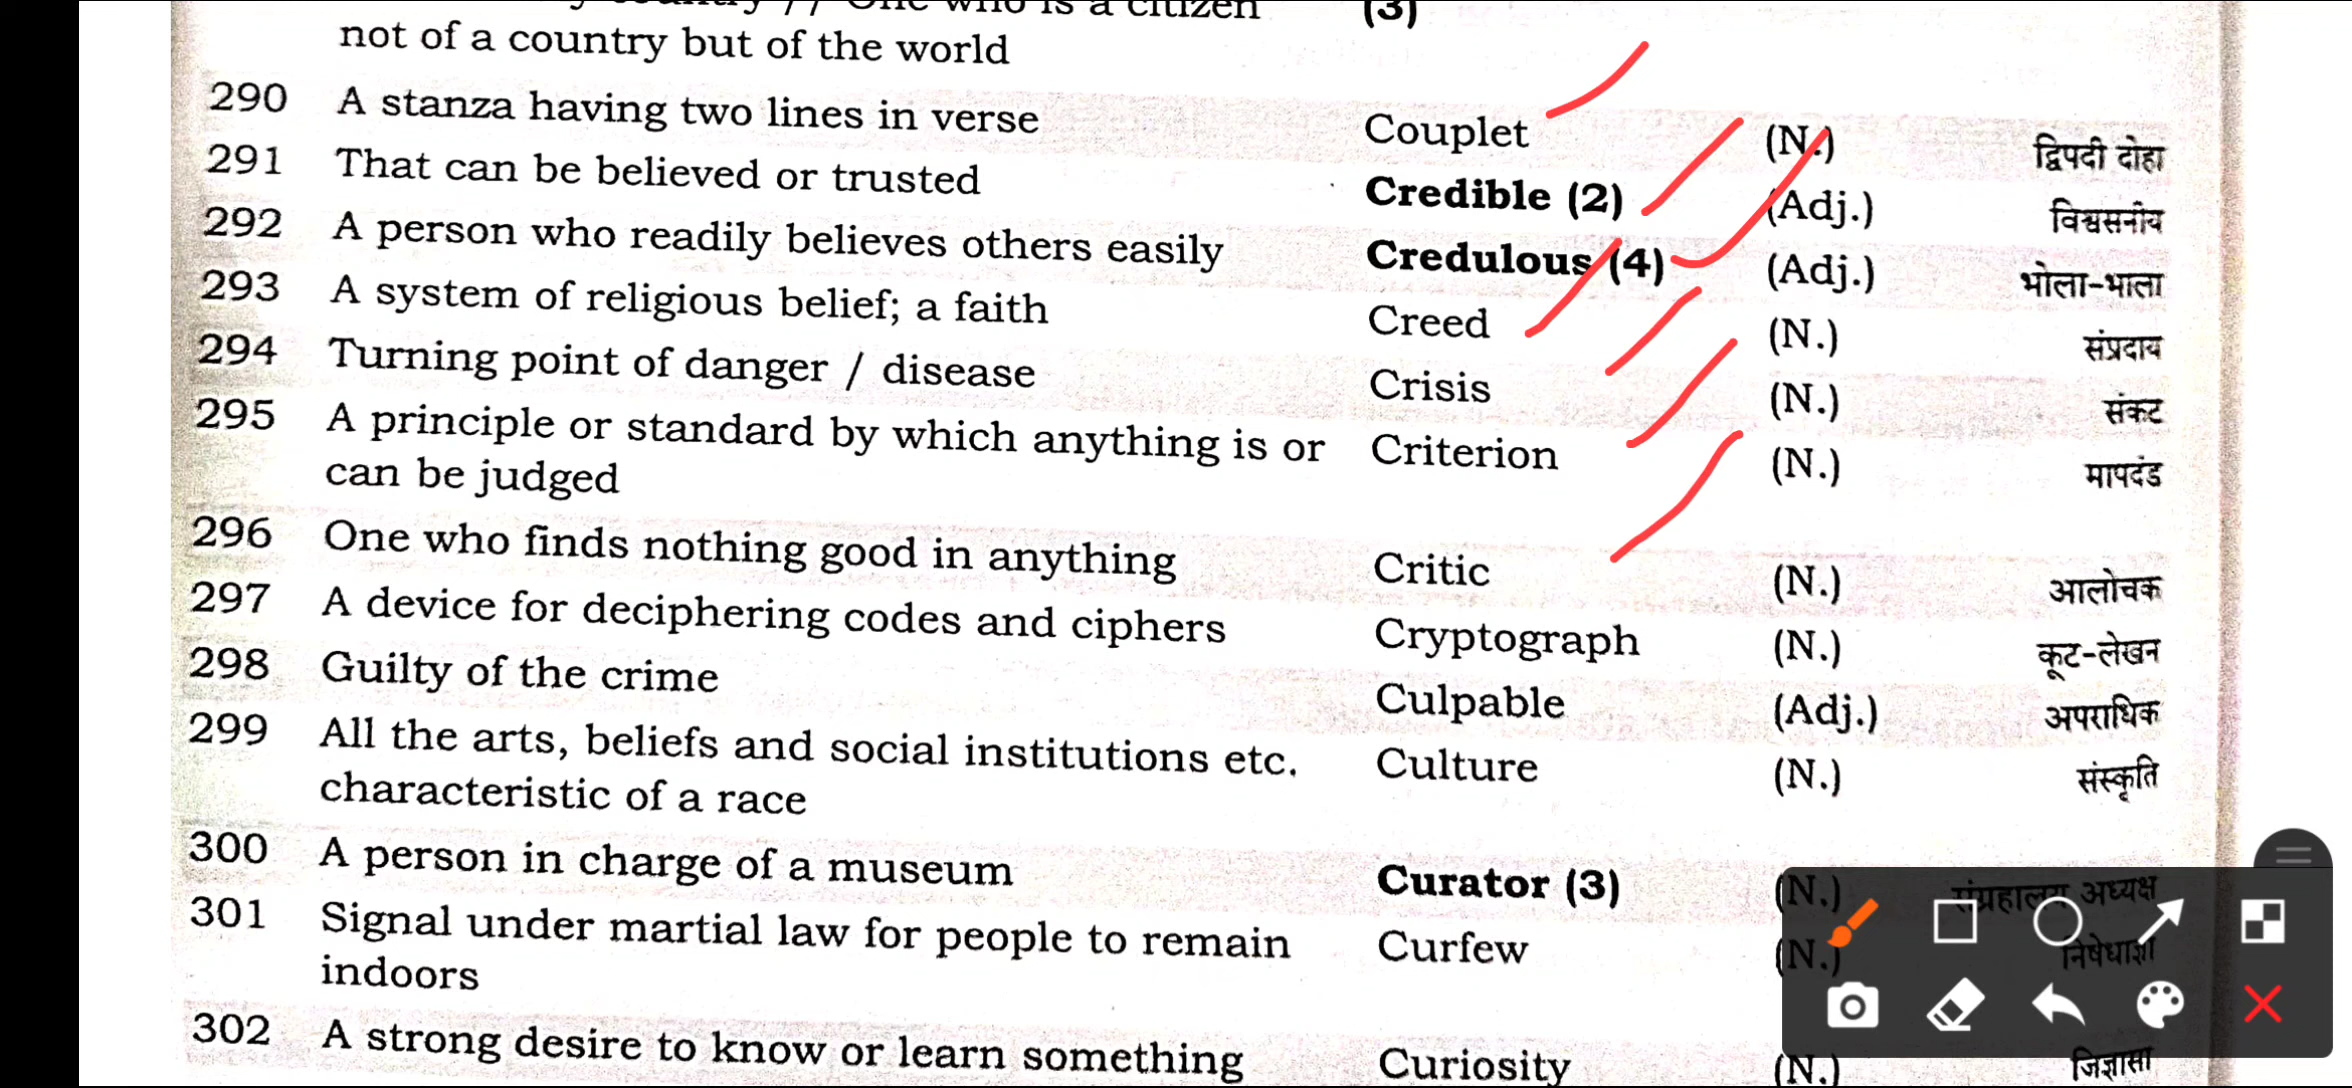 not of a country but of the world (3)
290 A stanza having two lines in verse Couplet (N.) द्विपदी दोहा
291 That can be believed or trusted Credible (2) (Adj.) विश्वसनीय
292 A person who readily believes others easily Credulous (4) (Adj.) भोला-भाला
293 A system of religious belief; a faith Creed (N.) संप्रदाय
294 Turning point of danger / disease Crisis (N.) संकट
295 A principle or standard by which anything is or Criterion (N.) मापदंड
can be judged
296 One who finds nothing good in anything Critic (N.) आलोचक
297 A device for deciphering codes and ciphers Cryptograph (N.) कूट-लेखन
298 Guilty of the crime Culpable (Adj.) अपराधिक
299 All the arts, beliefs and social institutions etc. Culture (N.) संस्कृति
characteristic of a race
300 A person in charge of a museum Curator (3) (N.) संग्रहालय अध्यक्ष
301 Signal under martial law for people to remain Curfew (N.) निषेधाज्ञा
indoors
302 A strong desire to know or learn something Curiosity (N.) जिज्ञासा